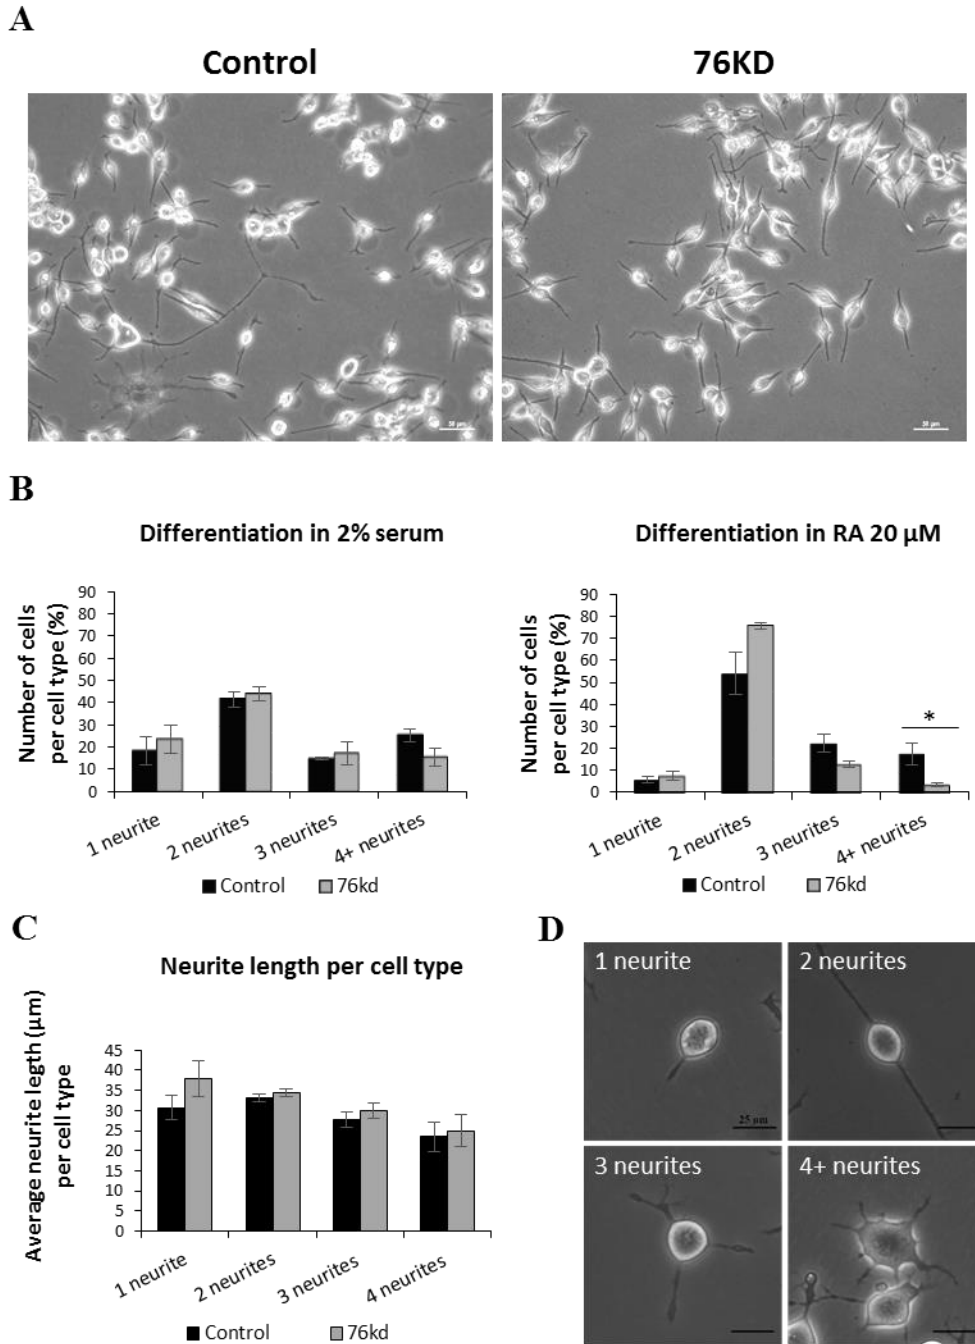 A
Control
76KD
30 µm
30 µm
B
Differentiation in 2% serum
Number of cells
per cell type (%)
90
80
70
60
50
40
30
20
10
0
1 neurite
2 neurites
3 neurites
4+ neurites
Control
76kd
Differentiation in RA 20 µM
Number of cells
per cell type (%)
90
80
70
60
50
40
30
20
10
0
*
1 neurite
2 neurites
3 neurites
4+ neurites
Control
76kd
C
Neurite length per cell type
Average neurite legth (µm)
per cell type
45
40
35
30
25
20
15
10
5
0
1 neurite
2 neurites
3 neurites
4 neurites
Control
76kd
D
1 neurite
25 µm
2 neurites
3 neurites
4+ neurites